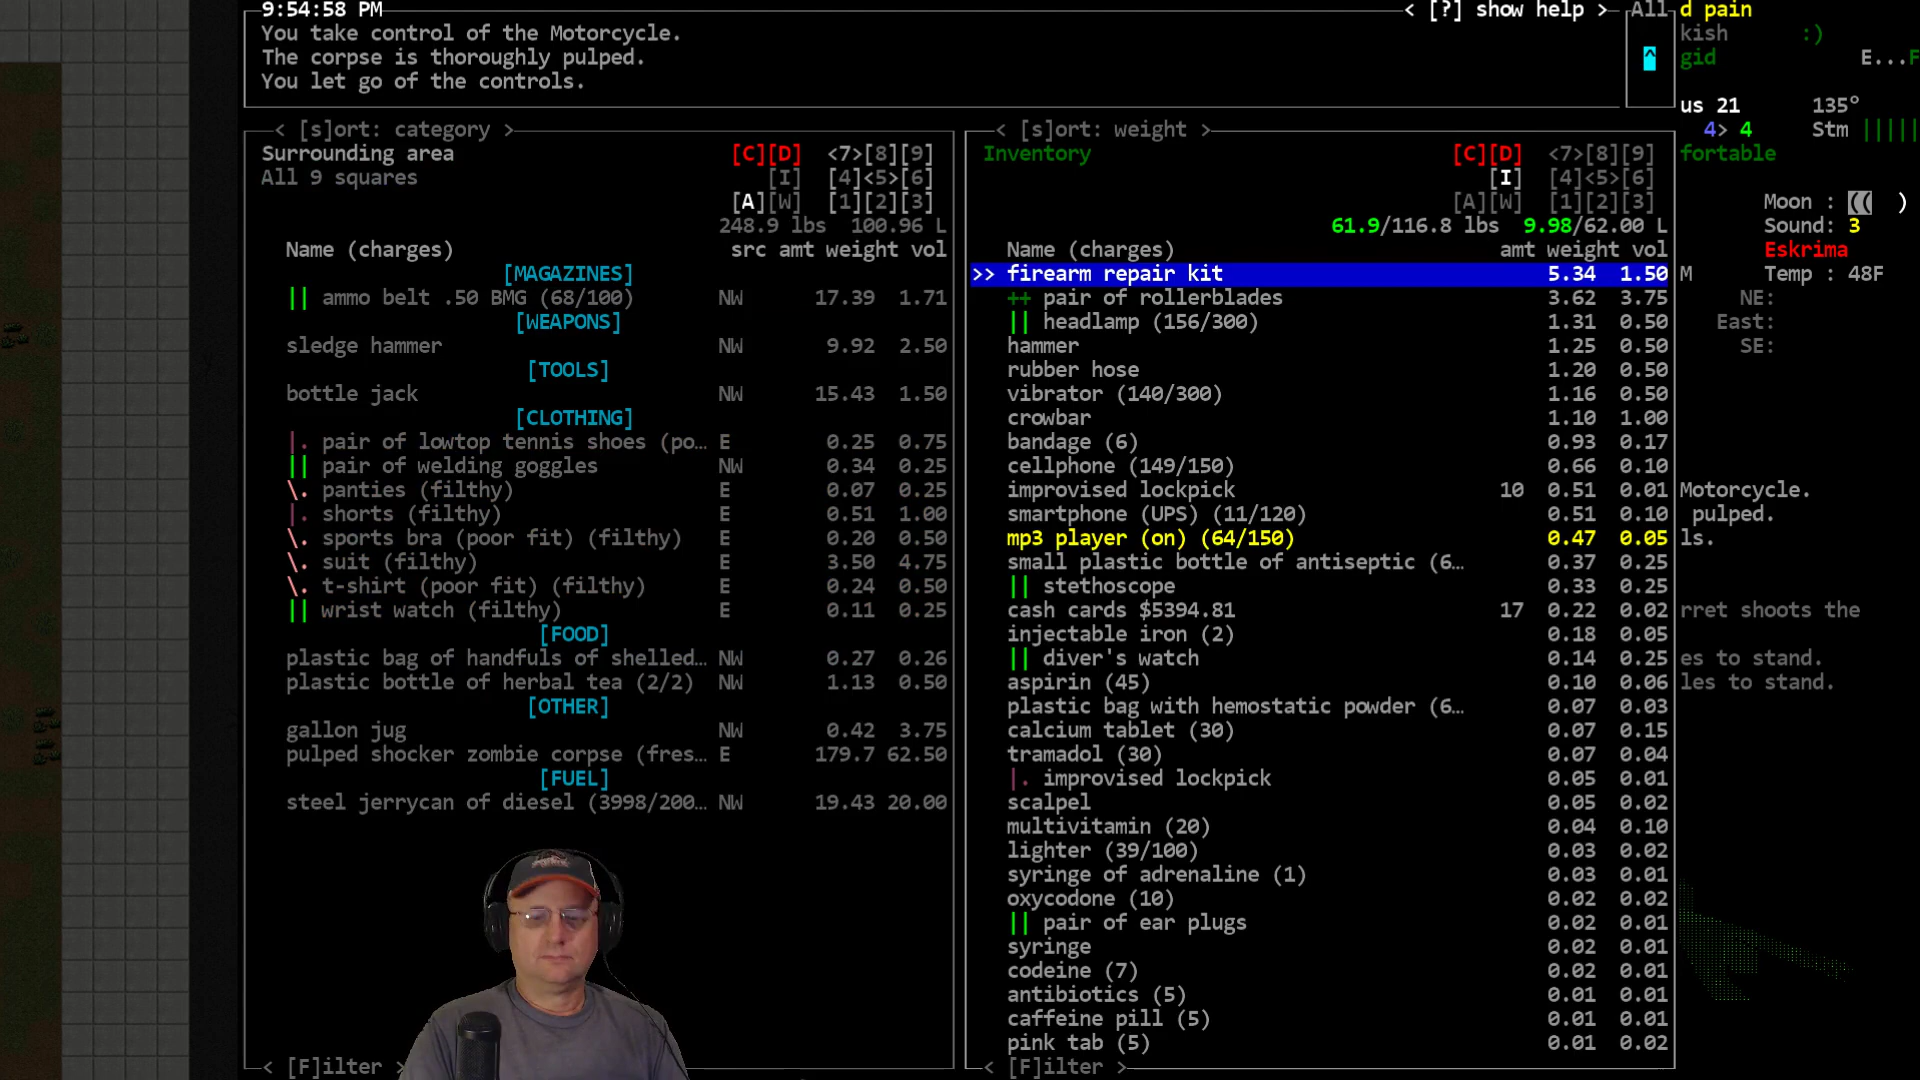 9:54:58 PM
< [?] show help >
You take control of the Motorcycle.
The corpse is thoroughly pulped.
You let go of the controls.
All
^
d pain
kish :)
gid E...F
us 21 135°
4> 4 Stm |||||
fortable
Moon : (( )
Sound: 3
Eskrima
M Temp : 48F
NE:
East:
SE:
Motorcycle.
pulped.
ls.
rret shoots the
es to stand.
les to stand.
< [s]ort: category >
Surrounding area [C][D] <7>[8][9]
All 9 squares [I] [4]<5>[6]
[A][W] [1][2][3]
248.9 lbs 100.96 L
Name (charges) src amt weight vol
[MAGAZINES]
|| ammo belt .50 BMG (68/100) NW 17.39 1.71
[WEAPONS]
sledge hammer NW 9.92 2.50
[TOOLS]
bottle jack NW 15.43 1.50
[CLOTHING]
|. pair of lowtop tennis shoes (po… E 0.25 0.75
|| pair of welding goggles NW 0.34 0.25
\. panties (filthy) E 0.07 0.25
|. shorts (filthy) E 0.51 1.00
\. sports bra (poor fit) (filthy) E 0.20 0.50
\. suit (filthy) E 3.50 4.75
\. t-shirt (poor fit) (filthy) E 0.24 0.50
|| wrist watch (filthy) E 0.11 0.25
[FOOD]
plastic bag of handfuls of shelled… NW 0.27 0.26
plastic bottle of herbal tea (2/2) NW 1.13 0.50
[OTHER]
gallon jug NW 0.42 3.75
pulped shocker zombie corpse (fres… E 179.7 62.50
[FUEL]
steel jerrycan of diesel (3998/200… NW 19.43 20.00
< [F]ilter >
< [s]ort: weight >
Inventory [C][D] <7>[8][9]
[I] [4]<5>[6]
[A][W] [1][2][3]
61.9/116.8 lbs 9.98/62.00 L
Name (charges) amt weight vol
>> firearm repair kit 5.34 1.50
++ pair of rollerblades 3.62 3.75
|| headlamp (156/300) 1.31 0.50
hammer 1.25 0.50
rubber hose 1.20 0.50
vibrator (140/300) 1.16 0.50
crowbar 1.10 1.00
bandage (6) 0.93 0.17
cellphone (149/150) 0.66 0.10
improvised lockpick 10 0.51 0.01
smartphone (UPS) (11/120) 0.51 0.10
mp3 player (on) (64/150) 0.47 0.05
small plastic bottle of antiseptic (6… 0.37 0.25
|| stethoscope 0.33 0.25
cash cards $5394.81 17 0.22 0.02
injectable iron (2) 0.18 0.05
|| diver's watch 0.14 0.25
aspirin (45) 0.10 0.06
plastic bag with hemostatic powder (6… 0.07 0.03
calcium tablet (30) 0.07 0.15
tramadol (30) 0.07 0.04
|. improvised lockpick 0.05 0.01
scalpel 0.05 0.02
multivitamin (20) 0.04 0.10
lighter (39/100) 0.03 0.02
syringe of adrenaline (1) 0.03 0.01
oxycodone (10) 0.02 0.02
|| pair of ear plugs 0.02 0.01
syringe 0.02 0.01
codeine (7) 0.02 0.01
antibiotics (5) 0.01 0.01
caffeine pill (5) 0.01 0.01
pink tab (5) 0.01 0.02
< [F]ilter >